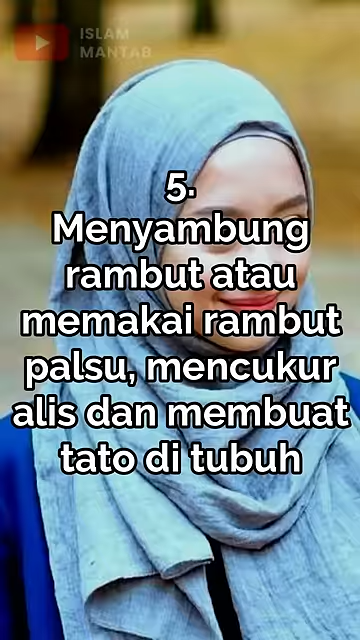 ISLAM
MANTAB
5.
Menyambung
rambut atau
memakai rambut
palsu, mencukur
alis dan membuat
tato di tubuh